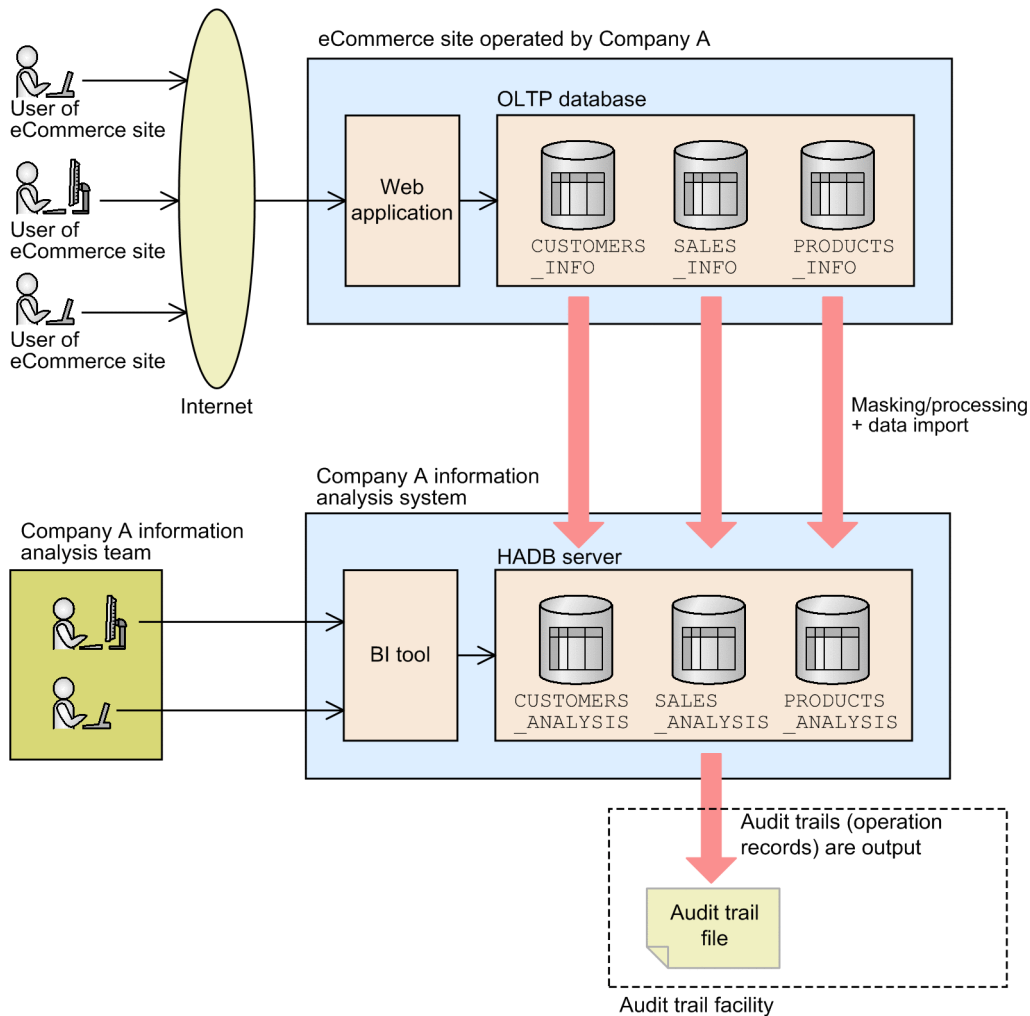 eCommerce site operated by Company A
User of
eCommerce site
User of
eCommerce site
User of
eCommerce site
Internet
OLTP database
Web
application
CUSTOMERS
_INFO
SALES
_INFO
PRODUCTS
_INFO
Masking/processing
+ data import
Company A information
analysis system
Company A information
analysis team
HADB server
BI tool
CUSTOMERS
_ANALYSIS
SALES
_ANALYSIS
PRODUCTS
_ANALYSIS
Audit trails (operation
records) are output
Audit trail
file
Audit trail facility